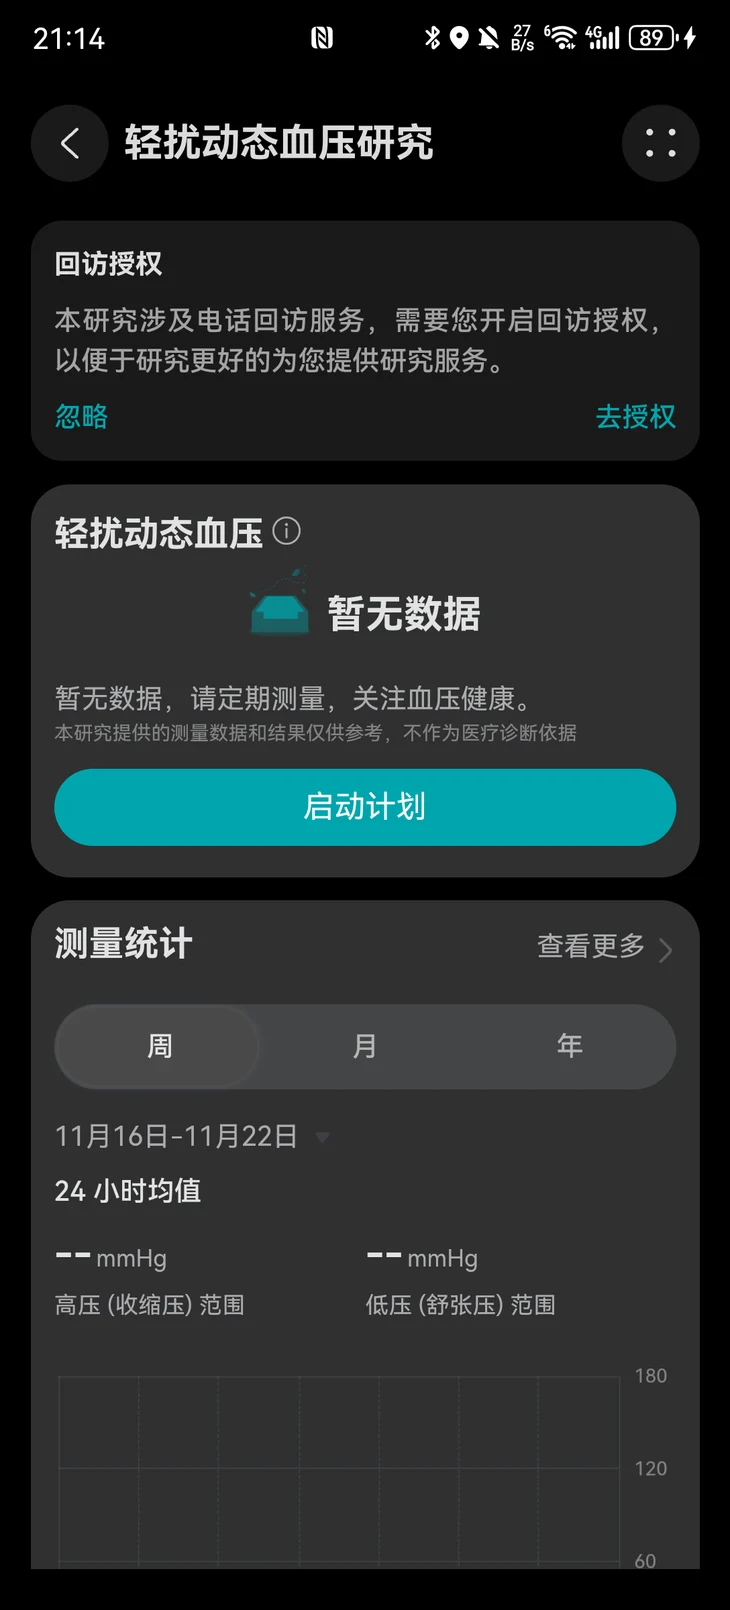 21:14
27 B/s
6
4G
89
轻扰动态血压研究
回访授权
本研究涉及电话回访服务，需要您开启回访授权，
以便于研究更好的为您提供研究服务。
忽略 去授权
轻扰动态血压
暂无数据
暂无数据，请定期测量，关注血压健康。
本研究提供的测量数据和结果仅供参考，不作为医疗诊断依据
启动计划
测量统计 查看更多
周 月 年
11月16日-11月22日
24 小时均值
-- mmHg -- mmHg
高压 (收缩压) 范围 低压 (舒张压) 范围
180
120
60